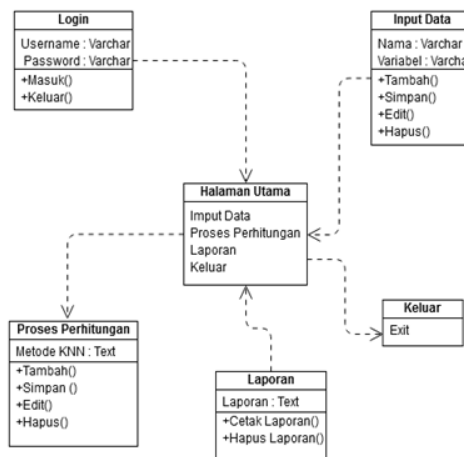 Login
Username : Varchar
Password : Varchar
+Masuk()
+Keluar()
Input Data
Nama : Varchar
Variabel : Varchar
+Tambah()
+Simpan()
+Edit()
+Hapus()
Halaman Utama
Imput Data
Proses Perhitungan
Laporan
Keluar
Proses Perhitungan
Metode KNN : Text
+Tambah()
+Simpan ()
+Edit()
+Hapus()
Laporan
Laporan : Text
+Cetak Laporan()
+Hapus Laporan()
Keluar
Exit